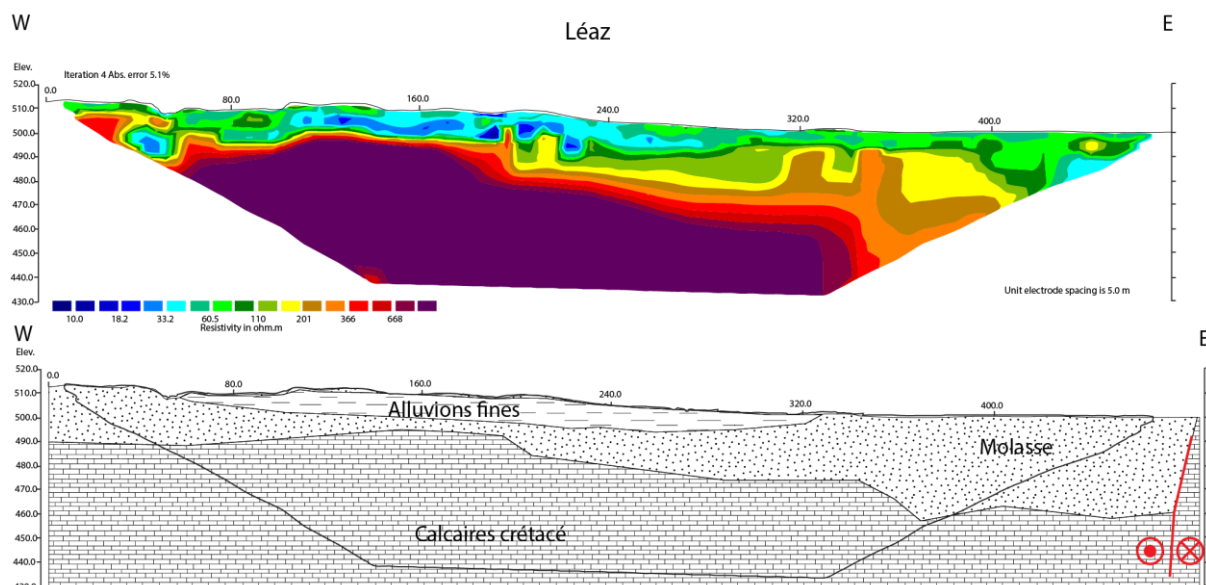 W
Léaz
E
Elev.
Iteration 4 Abs. error 5.1%
520.0
0.0 80.0 160.0 240.0 320.0 400.0
510.0
500.0
490.0
480.0
470.0
460.0
450.0
440.0
430.0
Unit electrode spacing is 5.0 m
10.0 18.2 33.2 60.5 110 201 366 668
Resistivity in ohm.m
W
E
Elev.
520.0
0.0 80.0 160.0 240.0 320.0 400.0
510.0
Alluvions fines
500.0
490.0
Molasse
480.0
470.0
460.0
450.0
Calcaires crétacé
440.0